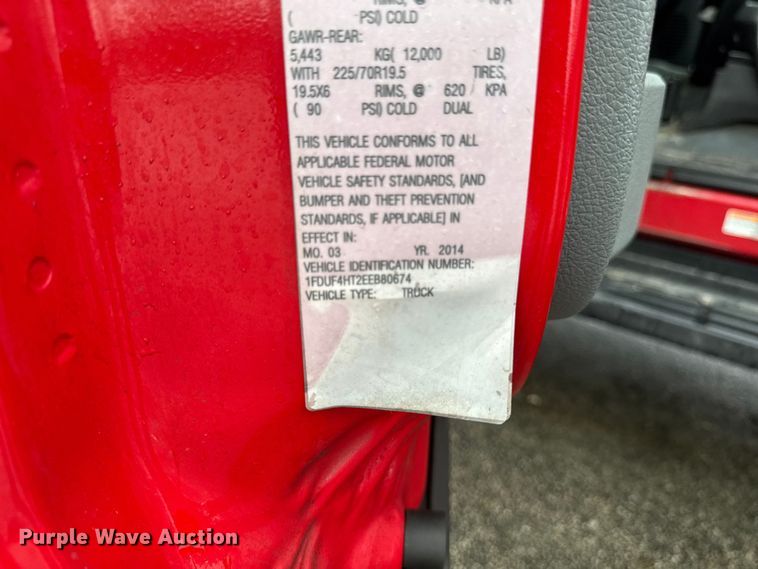 RIMS, @ KPA
( PSI) COLD
GAWR-REAR:
5,443 KG( 12,000 LB)
WITH 225/70R19.5 TIRES,
19.5X6 RIMS, @ 620 / KPA
( 90 PSI) COLD DUAL
THIS VEHICLE CONFORMS TO ALL
APPLICABLE FEDERAL MOTOR
VEHICLE SAFETY STANDARDS, [AND
BUMPER AND THEFT PREVENTION
STANDARDS, IF APPLICABLE] IN
EFFECT IN:
MO. 03 YR. 2014
VEHICLE IDENTIFICATION NUMBER:
1FDUF4HT2EEB80674
VEHICLE TYPE: TRUCK
Purple Wave Auction®